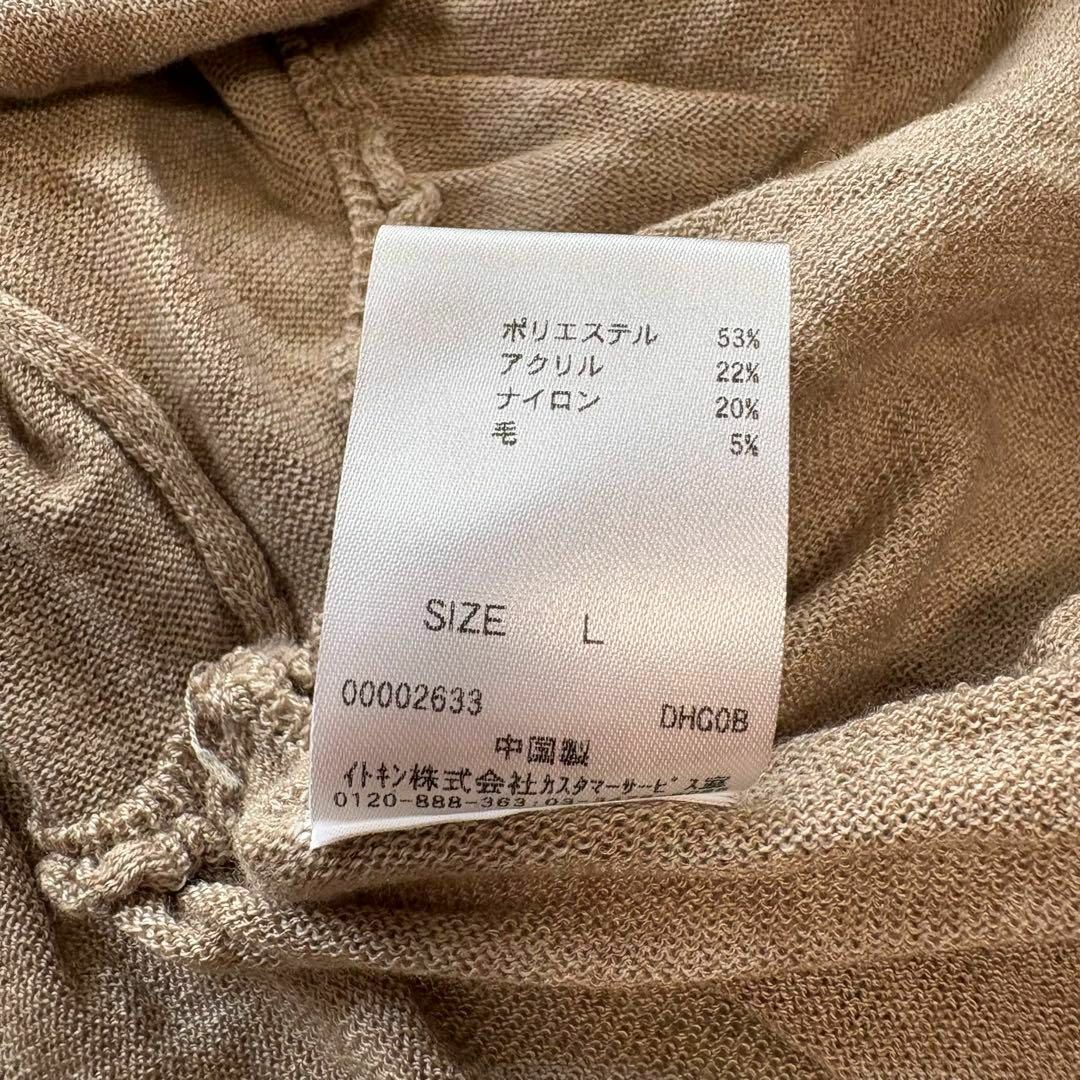 ポリエステル 53%
アクリル 22%
ナイロン 20%
毛 5%
SIZE L
00002633 DHG0B
中国製
イトキン株式会社カスタマーサービス室
0120-888-363